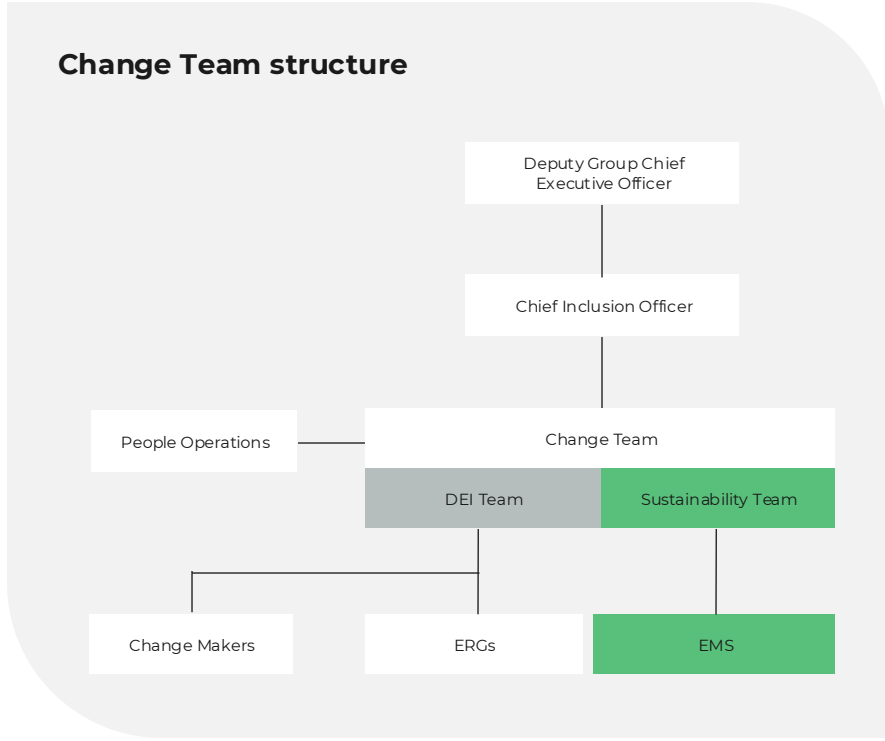 Change Team structure
Deputy Group Chief
Executive Officer
Chief Inclusion Officer
People Operations
Change Team
DEI Team
Sustainability Team
Change Makers
ERGs
EMS